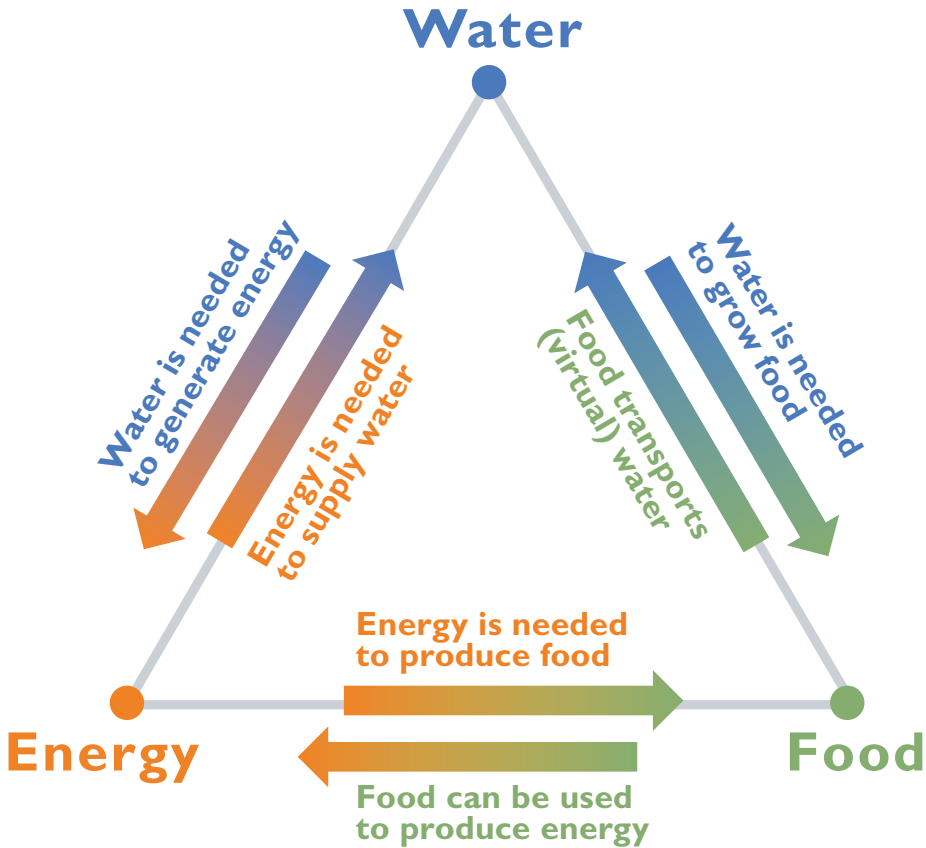 Water
Water is needed
to generate energy
Energy is needed
to supply water
Food transports
(virtual) water
Water is needed
to grow food
Energy is needed
to produce food
Energy
Food
Food can be used
to produce energy